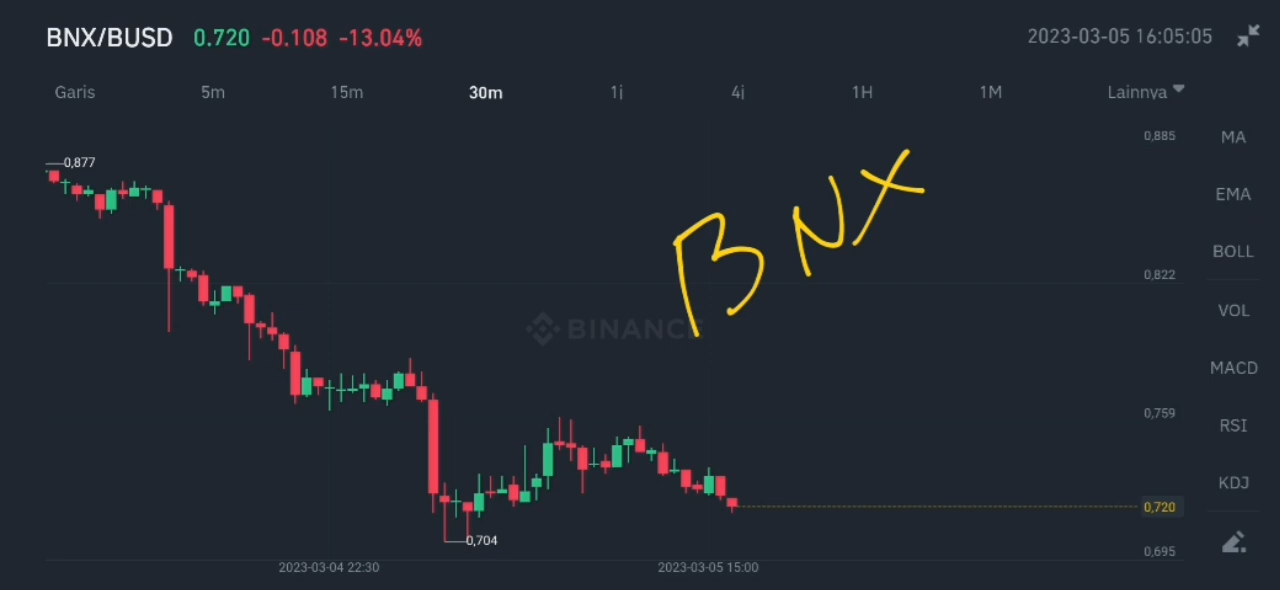 BNX/BUSD 0.720 -0.108 -13.04% 2023-03-05 16:05:05
Garis 5m 15m 30m 1j 4j 1H 1M Lainnya
0,885
MA
0,877
EMA
BNX
BOLL
0,822
VOL
BINANCE
MACD
0,759
RSI
KDJ
0,720
0,704
0,695
2023-03-04 22:30 2023-03-05 15:00